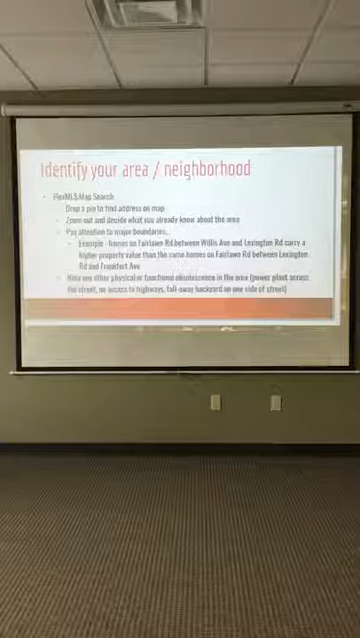 Identify your area / neighborhood
- FlexMLS Map Search
Drop a pin to find address on map
- Zoom out and decide what you already know about the area
- Pay attention to major boundaries...
- Example - homes on Fairlawn Rd between Willis Ave and Lexington Rd carry a
higher property value than the same homes on Fairlawn Rd between Lexington
Rd and Frankfort Ave
- Have any other physical or functional obsolescence in the area (power plant across
the street, no access to highways, fall-away backyard on one side of street)